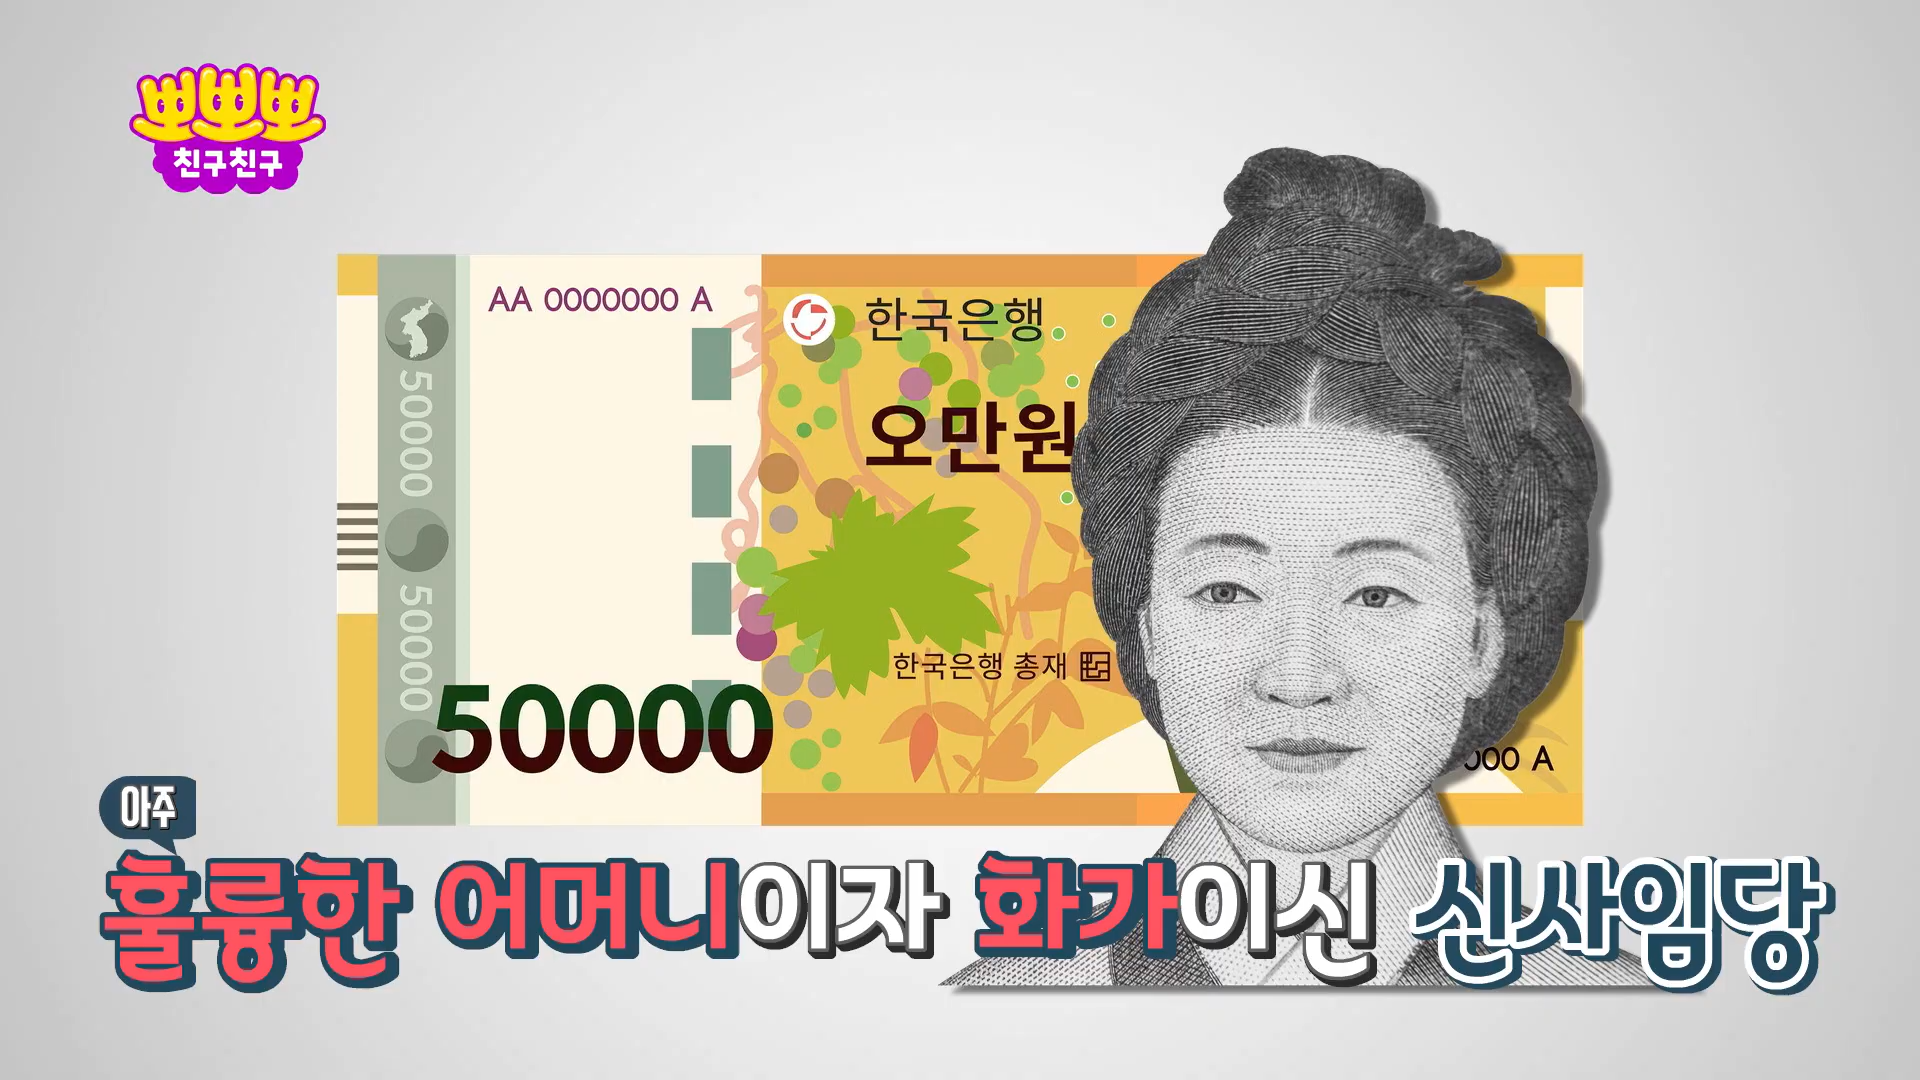 뽀뽀뽀
친구친구
AA 0000000 A
한국은행
50000
오만원
50000
한국은행 총재
50000
000 A
아주
훌륭한 어머니이자 화가이신 신사임당